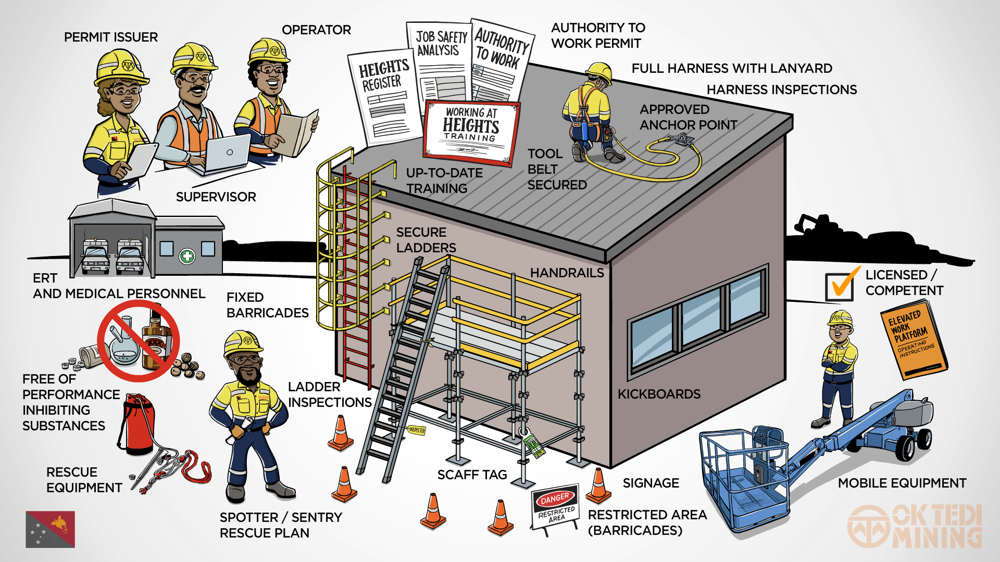 PERMIT ISSUER
OPERATOR
SUPERVISOR
HEIGHTS
REGISTER
JOB SAFETY
ANALYSIS
AUTHORITY
TO WORK
WORKING AT
HEIGHTS
TRAINING
AUTHORITY TO
WORK PERMIT
FULL HARNESS WITH LANYARD
HARNESS INSPECTIONS
APPROVED
ANCHOR POINT
TOOL
BELT
SECURED
UP-TO-DATE
TRAINING
SECURE
LADDERS
HANDRAILS
ERT
AND MEDICAL PERSONNEL
FIXED
BARRICADES
LICENSED /
COMPETENT
ELEVATED
WORK
PLATFORM
OPERATING
INSTRUCTIONS
XXX
FREE OF
PERFORMANCE
INHIBITING
SUBSTANCES
LADDER
INSPECTIONS
INSPECTED
KICKBOARDS
RESCUE
EQUIPMENT
SCAFF TAG
SIGNAGE
MOBILE EQUIPMENT
DANGER
RESTRICTED
AREA
RESTRICTED AREA
(BARRICADES)
SPOTTER / SENTRY
RESCUE PLAN
OK TEDI
MINING